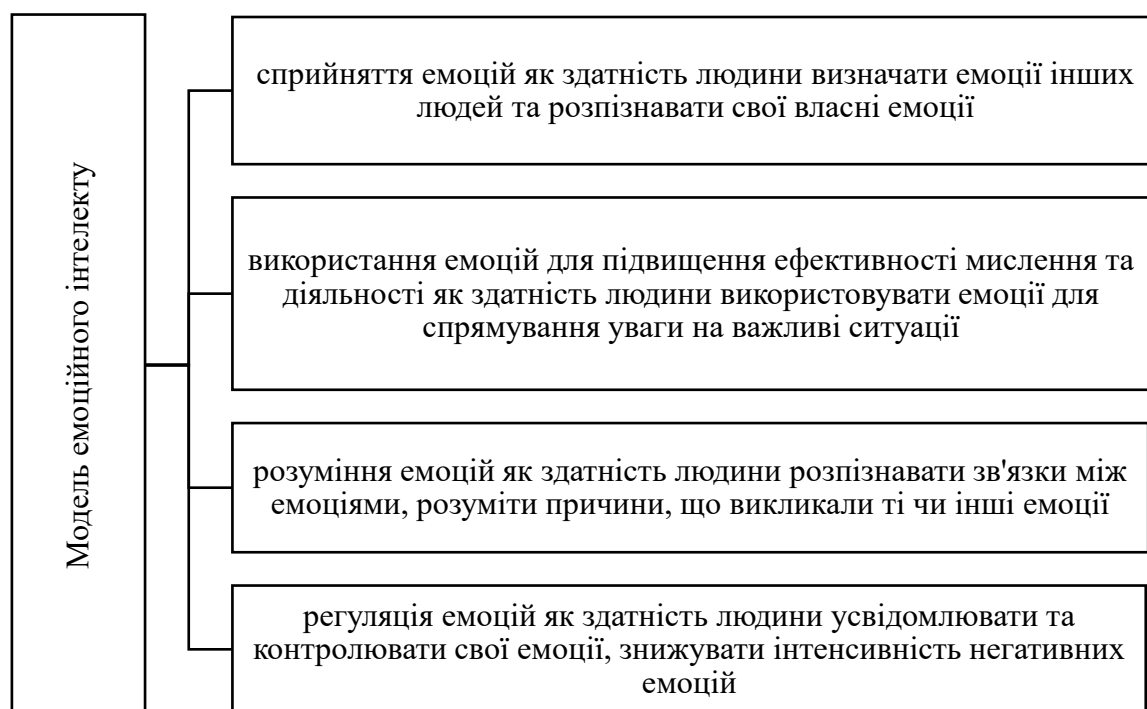 Модель емоційного інтелекту
сприйняття емоцій як здатність людини визначати емоції інших
людей та розпізнавати свої власні емоції
використання емоцій для підвищення ефективності мислення та
діяльності як здатність людини використовувати емоції для
спрямування уваги на важливі ситуації
розуміння емоцій як здатність людини розпізнавати зв'язки між
емоціями, розуміти причини, що викликали ті чи інші емоції
регуляція емоцій як здатність людини усвідомлювати та
контролювати свої емоції, знижувати інтенсивність негативних
емоцій